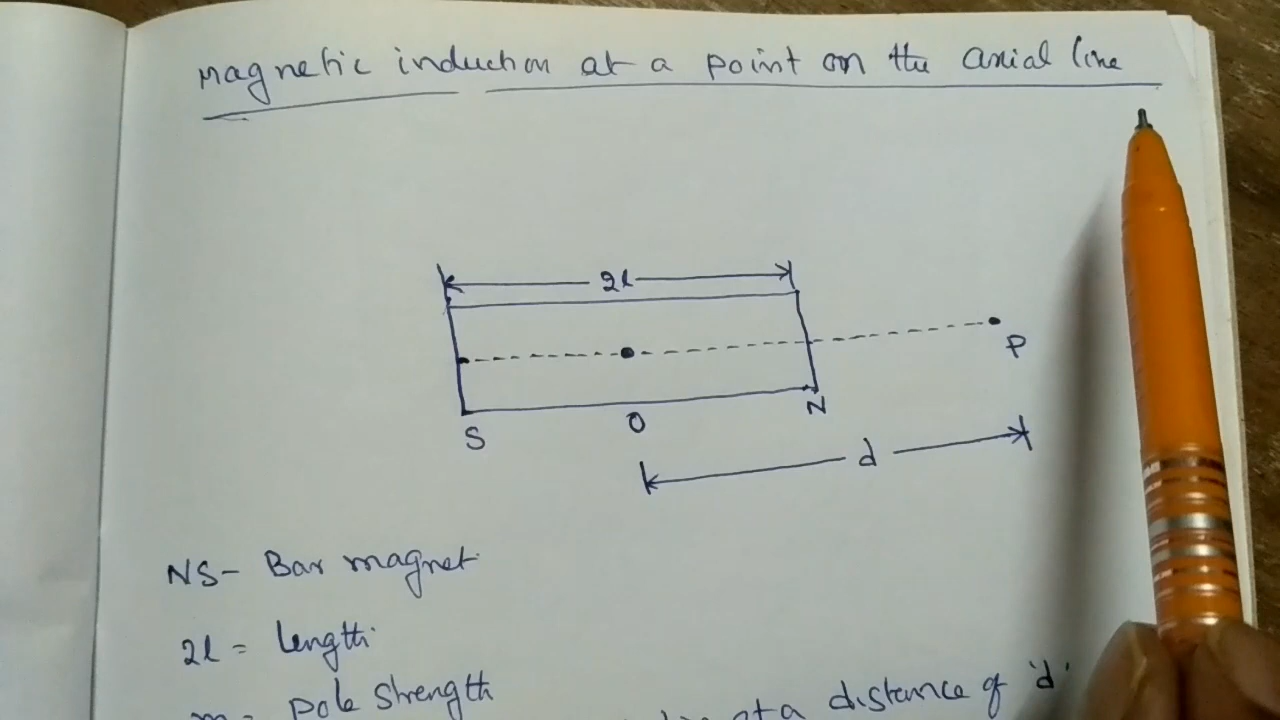 Magnetic induction at a point on the axial line
2l
P
S
O
N
d
NS- Bar magnet
2l = length
m = pole strength
at a distance of 'd'